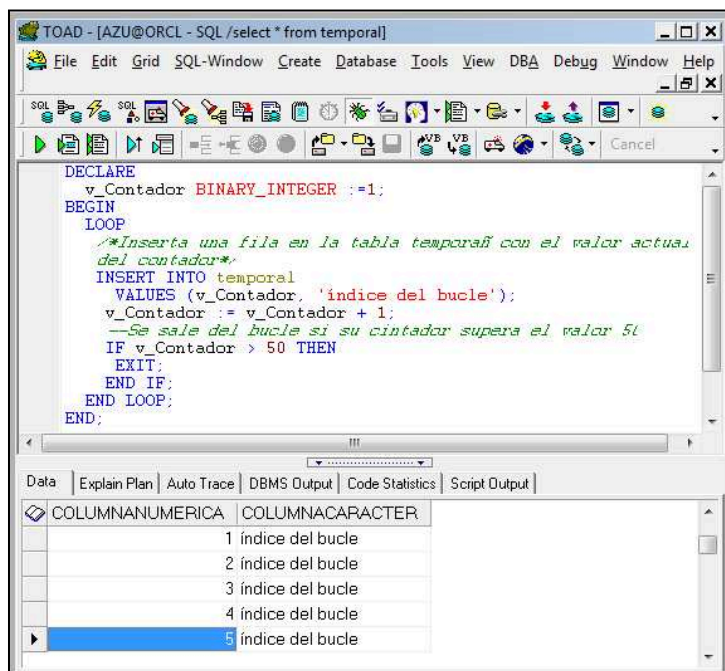 TOAD - [AZU@ORCL - SQL /select * from temporal]
File Edit Grid SQL-Window Create Database Tools View DBA Debug Window Help
SQL SQL
VB VB Cancel
DECLARE
v_Contador BINARY_INTEGER :=1;
BEGIN
LOOP
/*Inserta una fila en la tabla temporañ con el valor actual
del contador*/
INSERT INTO temporal
VALUES (v_Contador, 'índice del bucle');
v_Contador := v_Contador + 1;
--Se sale del bucle si su cintador supera el valor 50
IF v_Contador > 50 THEN
EXIT;
END IF;
END LOOP;
END;
Data Explain Plan Auto Trace DBMS Output Code Statistics Script Output
COLUMNANUMERICA COLUMNACARACTER
1 índice del bucle
2 índice del bucle
3 índice del bucle
4 índice del bucle
5 índice del bucle